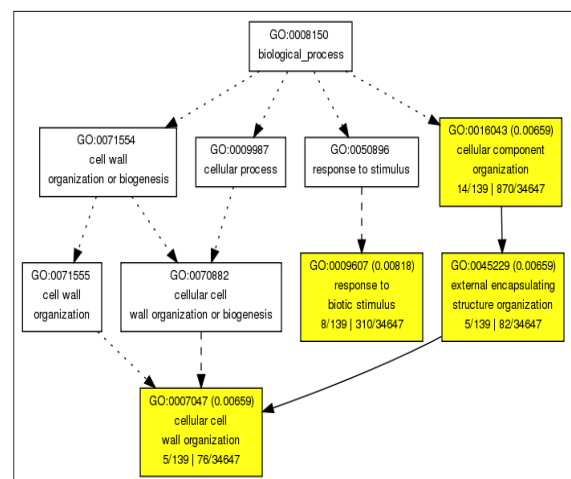 GO:0008150
biological_process
GO:0071554
cell wall
organization or biogenesis
GO:0009987
cellular process
GO:0050896
response to stimulus
GO:0016043 (0.00659)
cellular component
organization
14/139 | 870/34647
GO:0071555
cell wall
organization
GO:0070882
cellular cell
wall organization or biogenesis
GO:0009607 (0.00818)
response to
biotic stimulus
8/139 | 310/34647
GO:0045229 (0.00659)
external encapsulating
structure organization
5/139 | 82/34647
GO:0007047 (0.00659)
cellular cell
wall organization
5/139 | 76/34647